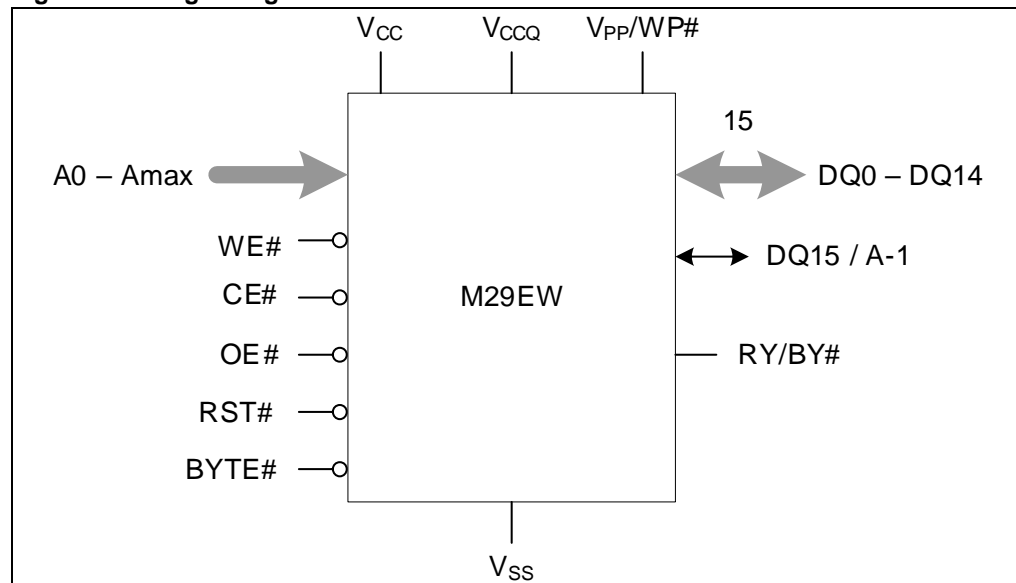 V_CC V_CCQ V_PP/WP#
15
A0 – Amax
DQ0 – DQ14
WE#
DQ15 / A-1
CE#
M29EW
OE#
RY/BY#
RST#
BYTE#
V_SS